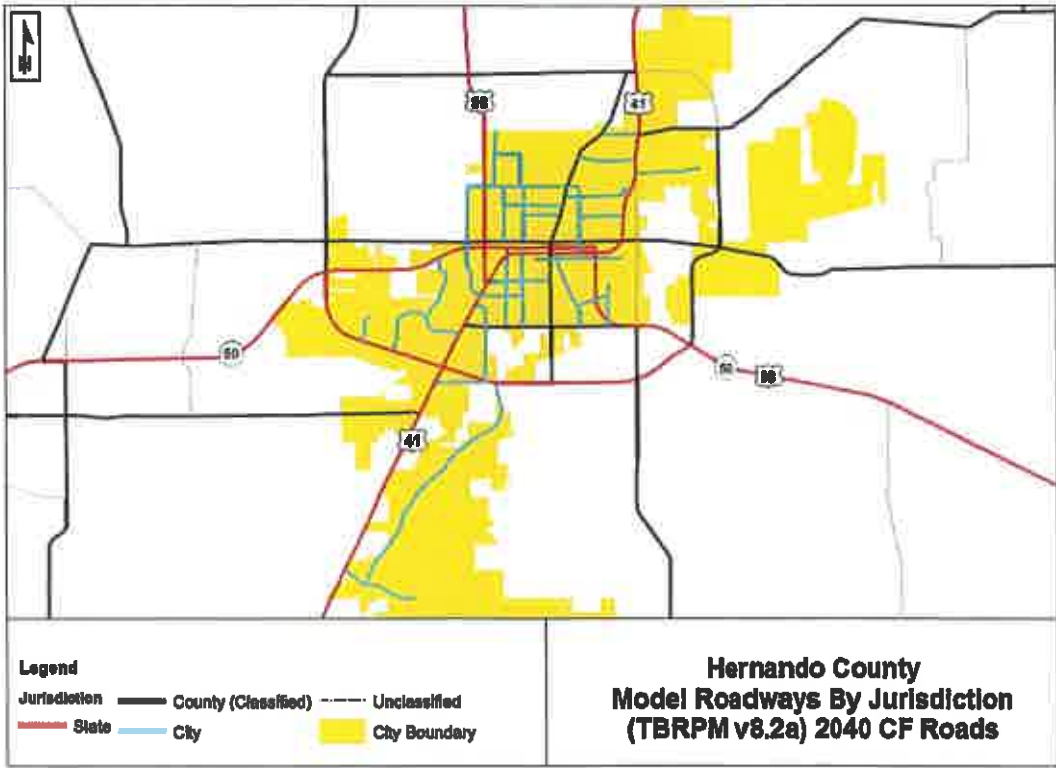 N
98
41
50
50
98
41
Legend
Jurisdiction
County (Classified)
Unclassified
State
City
City Boundary
Hernando County
Model Roadways By Jurisdiction
(TBRPM v8.2a) 2040 CF Roads